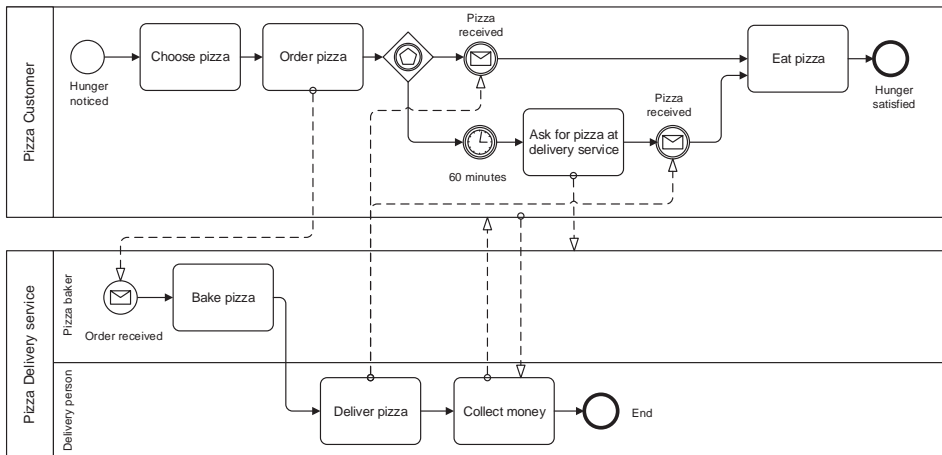 Pizza Customer
Hunger
noticed
Choose pizza
Order pizza
Pizza
received
60 minutes
Ask for pizza at
delivery service
Pizza
received
Eat pizza
Hunger
satisfied
Pizza Delivery service
Pizza baker
Order received
Bake pizza
Delivery person
Deliver pizza
Collect money
End